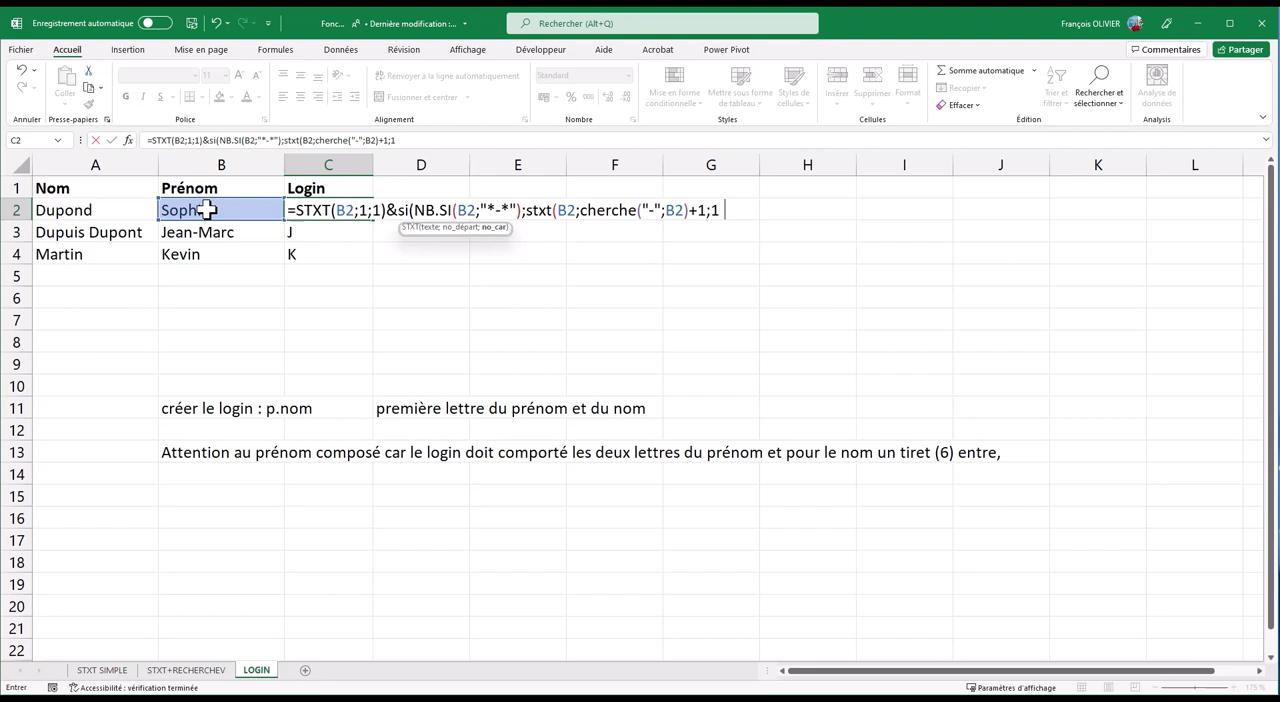 Enregistrement automatique
Fonc... • Dernière modification : ...
Rechercher (Alt+Q)
François OLIVIER
Fichier Accueil Insertion Mise en page Formules Données Révision Affichage Développeur Aide Acrobat Power Pivot
Commentaires
Partager
Coller
11
G I S
Renvoyer à la ligne automatiquement
Fusionner et centrer
Standard
% 000
Mise en forme conditionnelle
Mettre sous forme de tableau
Styles de cellules
Insérer Supprimer Format
Somme automatique
Recopier
Effacer
Trier et filtrer
Rechercher et sélectionner
Analyse de données
Annuler Presse-papiers Police Alignement Nombre Styles Cellules Édition Analyse
C2
=STXT(B2;1;1)&si(NB.SI(B2;"*-*");stxt(B2;cherche("-";B2)+1;1
A B C D E F G H I J K L
1 Nom Prénom Login
2 Dupond Soph =STXT(B2;1;1)&si(NB.SI(B2;"*-*");stxt(B2;cherche("-";B2)+1;1
STXT(texte; no_départ; no_car)
3 Dupuis Dupont Jean-Marc J
4 Martin Kevin K
5
6
7
8
9
10
11 créer le login : p.nom première lettre du prénom et du nom
12
13 Attention au prénom composé car le login doit comporté les deux lettres du prénom et pour le nom un tiret (6) entre,
14
15
16
17
18
19
20
21
22
STXT SIMPLE STXT+RECHERCHEV LOGIN
Entrer
Accessibilité : vérification terminée
Paramètres d'affichage
175 %